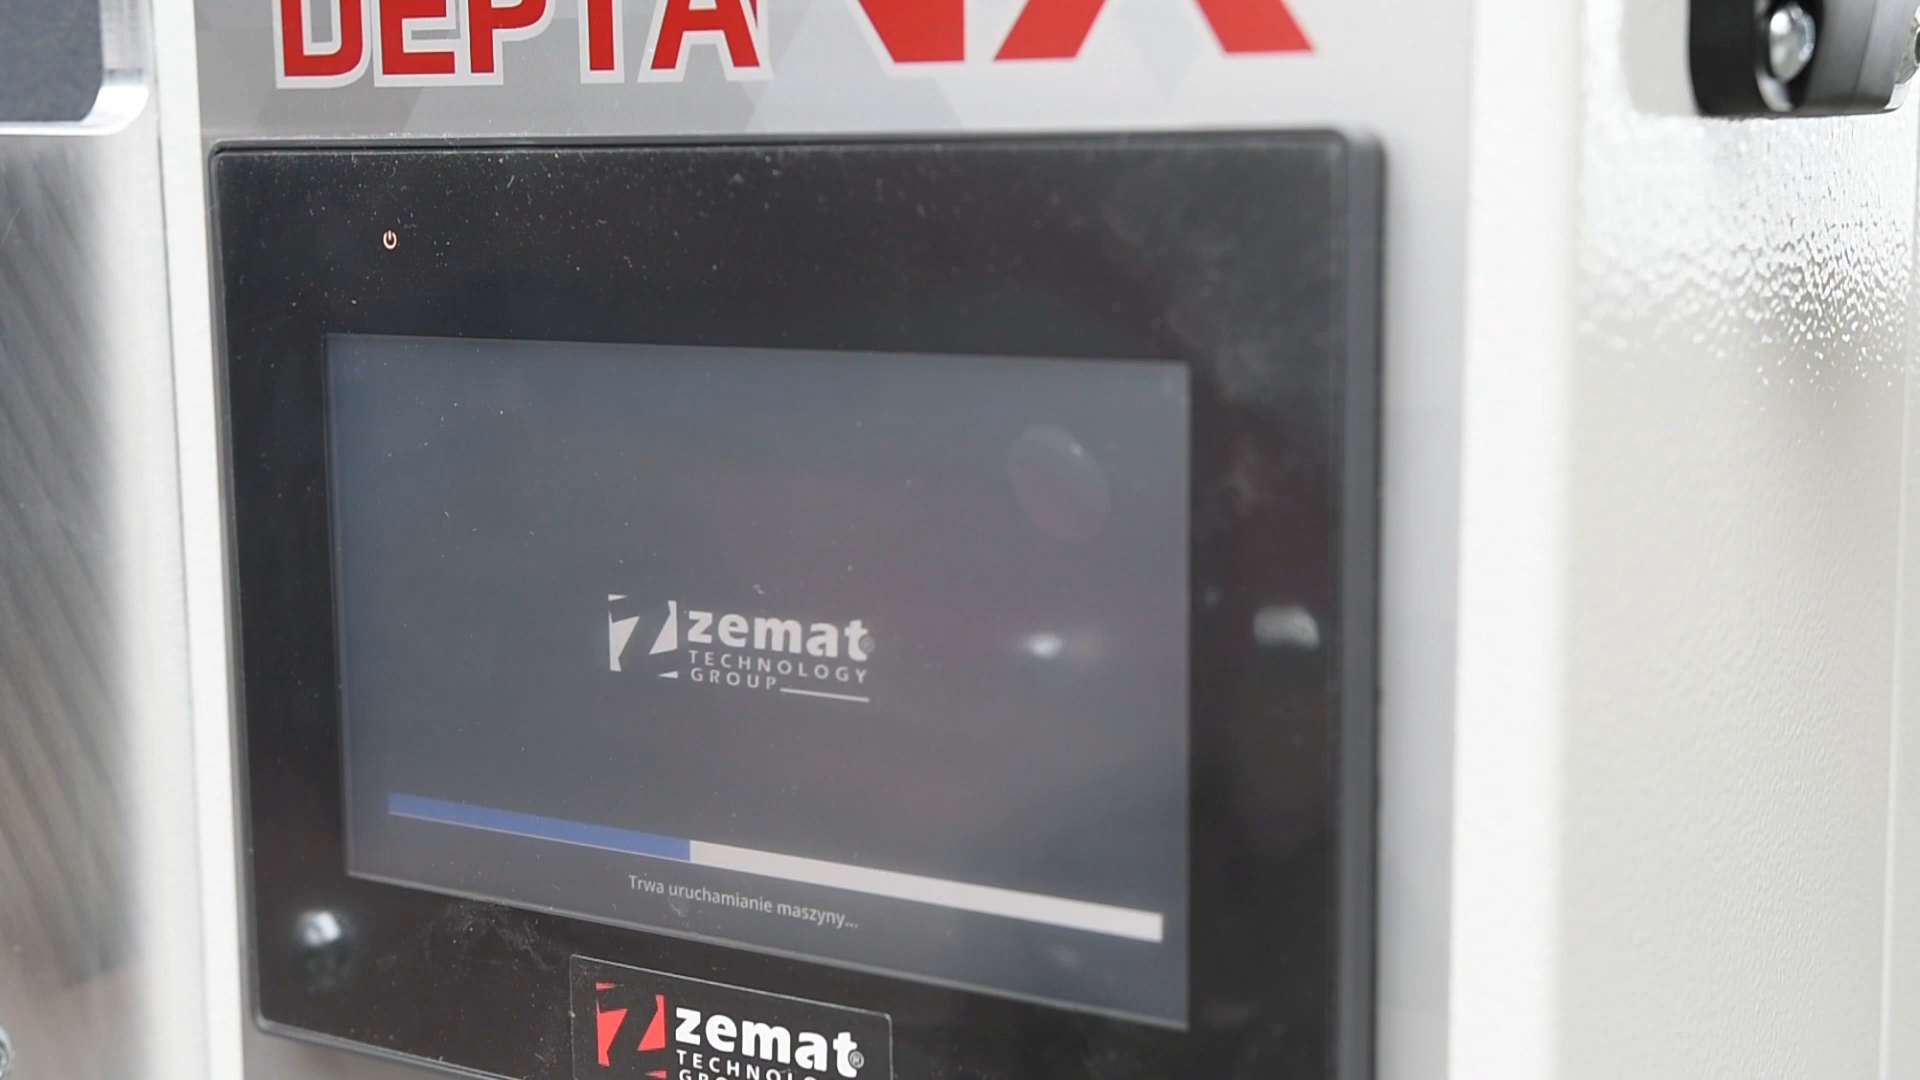 DEPTA
zemat
TECHNOLOGY
GROUP
Trwa uruchamianie maszyny...
zemat®